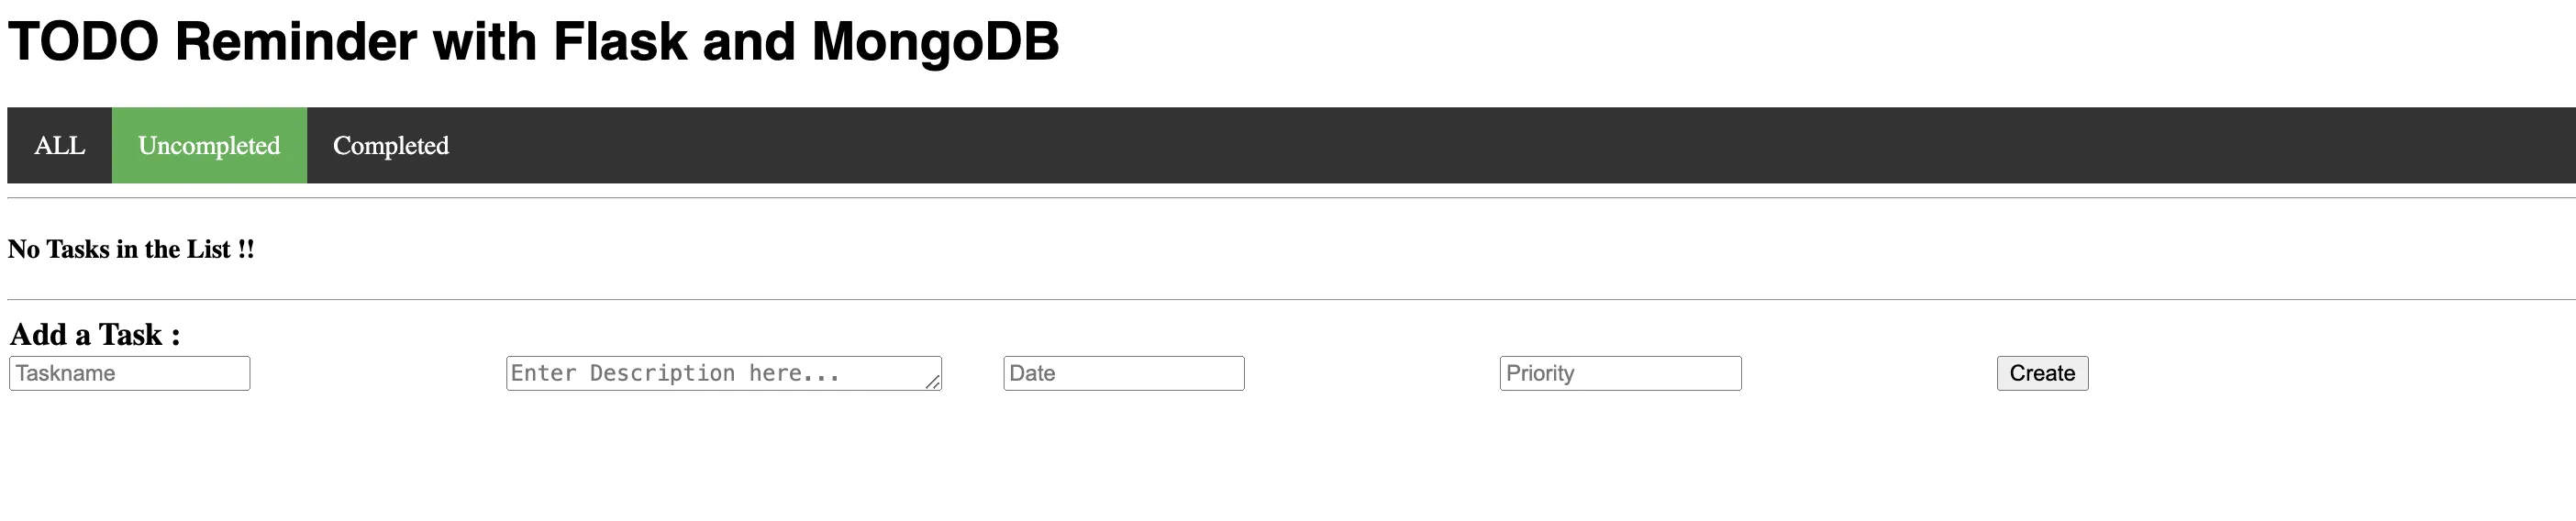 TODO Reminder with Flask and MongoDB
ALL Uncompleted Completed
No Tasks in the List !!
Add a Task :
Taskname Enter Description here... Date Priority Create